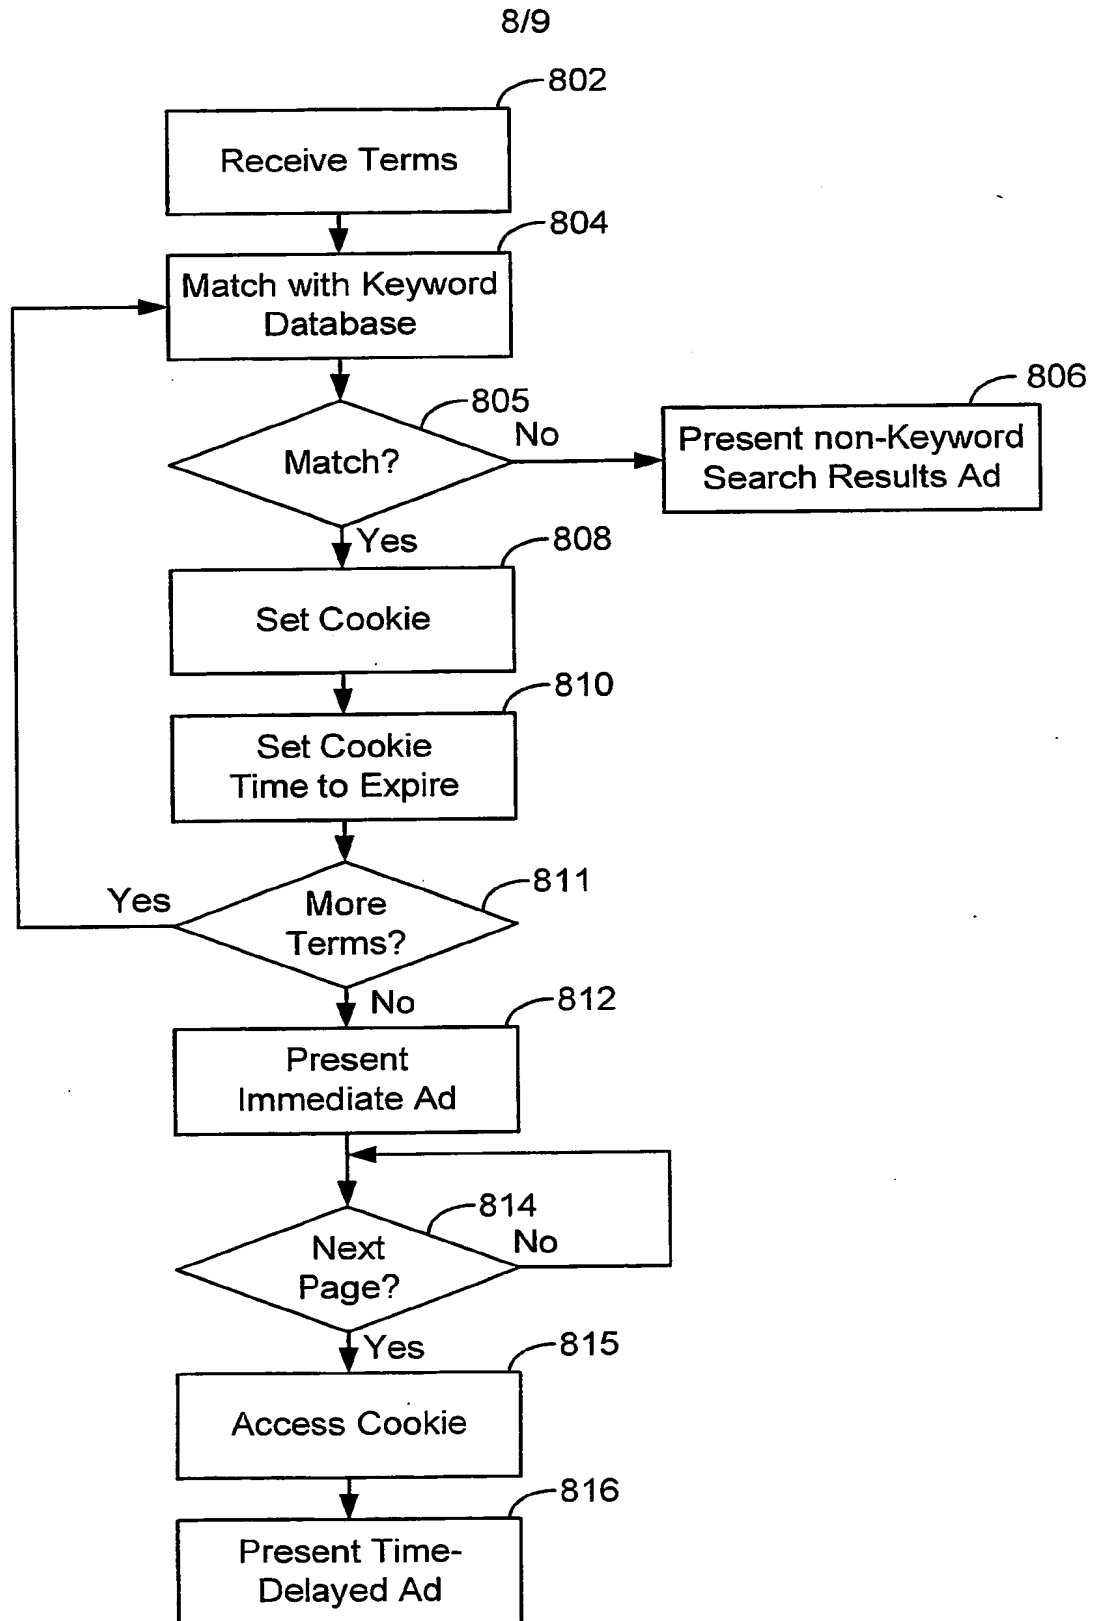 8/9
802
Receive Terms
804
Match with Keyword
Database
805
Match?
No
806
Present non-Keyword
Search Results Ad
Yes
808
Set Cookie
810
Set Cookie
Time to Expire
811
Yes
More
Terms?
No
812
Present
Immediate Ad
814
No
Next
Page?
Yes
815
Access Cookie
816
Present Time-
Delayed Ad